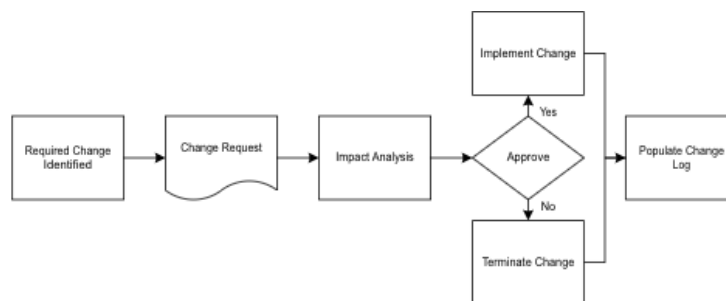 Required Change
Identified
Change Request
Impact Analysis
Approve
Yes
Implement Change
No
Terminate Change
Populate Change
Log